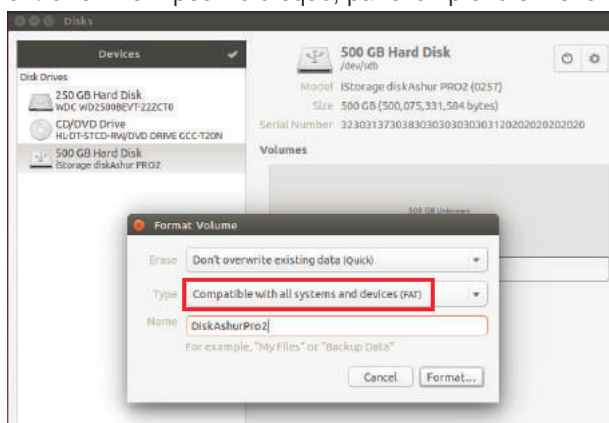 Disks
Devices
Disk Drives
250 GB Hard Disk
WDC WD2500BEVT-22ZCT0
CD/DVD Drive
HL-DT-STCD-RW/DVD DRIVE GCC-T20N
500 GB Hard Disk
iStorage diskAshur PRO2
500 GB Hard Disk
/dev/sdb
Model iStorage diskAshur PRO2 (0257)
Size 500 GB (500,075,331,584 bytes)
Serial Number
Volumes
500 GB Unknown
Format Volume
Erase Don't overwrite existing data (Quick)
Type Compatible with all systems and devices (FAT)
Name DiskAshurPro2
For example, "My Files" or "Backup Data"
Cancel Format...